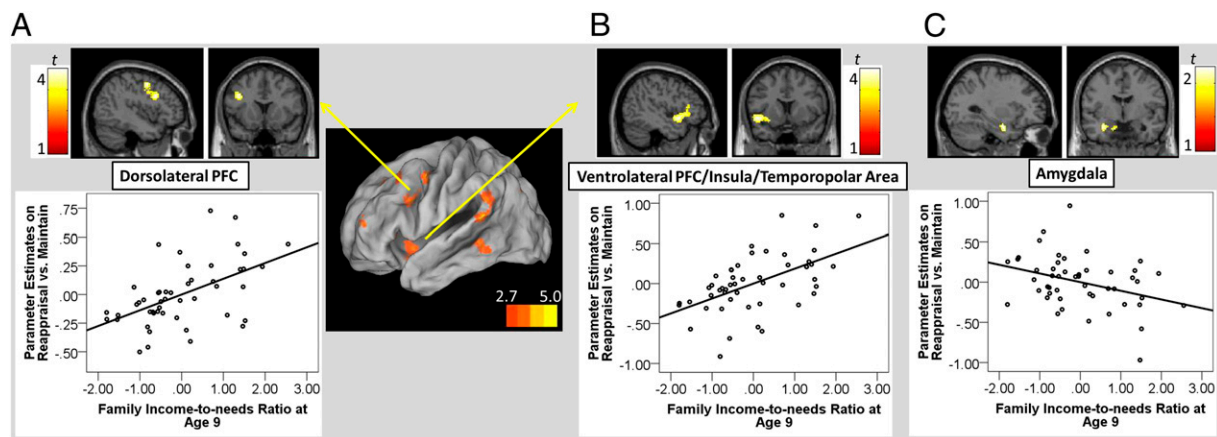 A
B
C
t
4
1
t
4
1
t
2
1
Dorsolateral PFC
Ventrolateral PFC/Insula/Temporopolar Area
Amygdala
2.7 5.0
Parameter Estimates on
Reappraisal vs. Maintain
.75
.50
.25
.00
-.25
-.50
-2.00 -1.00 .00 1.00 2.00 3.00
Family Income-to-needs Ratio at
Age 9
Parameter Estimates on
Reappraisal vs. Maintain
1.00
.50
.00
-.50
-1.00
-2.00 -1.00 .00 1.00 2.00 3.00
Family Income-to-needs Ratio at
Age 9
Parameter Estimates on
Reappraisal vs. Maintain
1.00
.50
.00
-.50
-1.00
-2.00 -1.00 .00 1.00 2.00 3.00
Family Income-to-needs Ratio at
Age 9